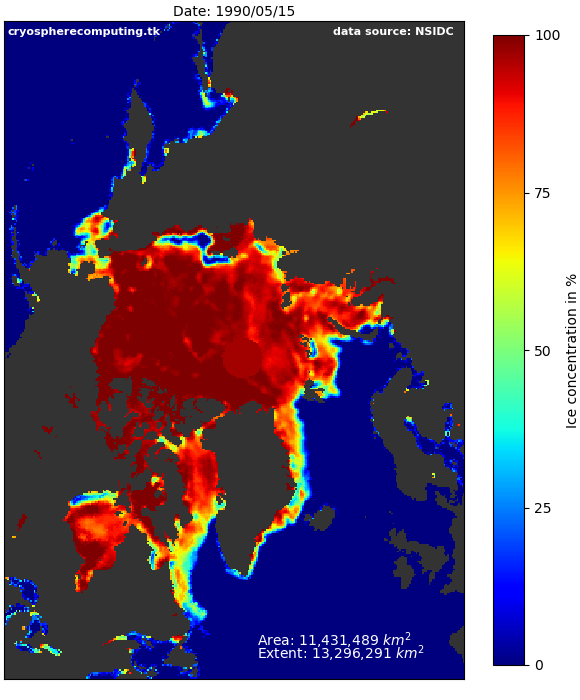 Date: 1990/05/15
cryospherecomputing.tk
data source: NSIDC
100
75
50
25
0
Ice concentration in %
Area: 11,431,489 km²
Extent: 13,296,291 km²